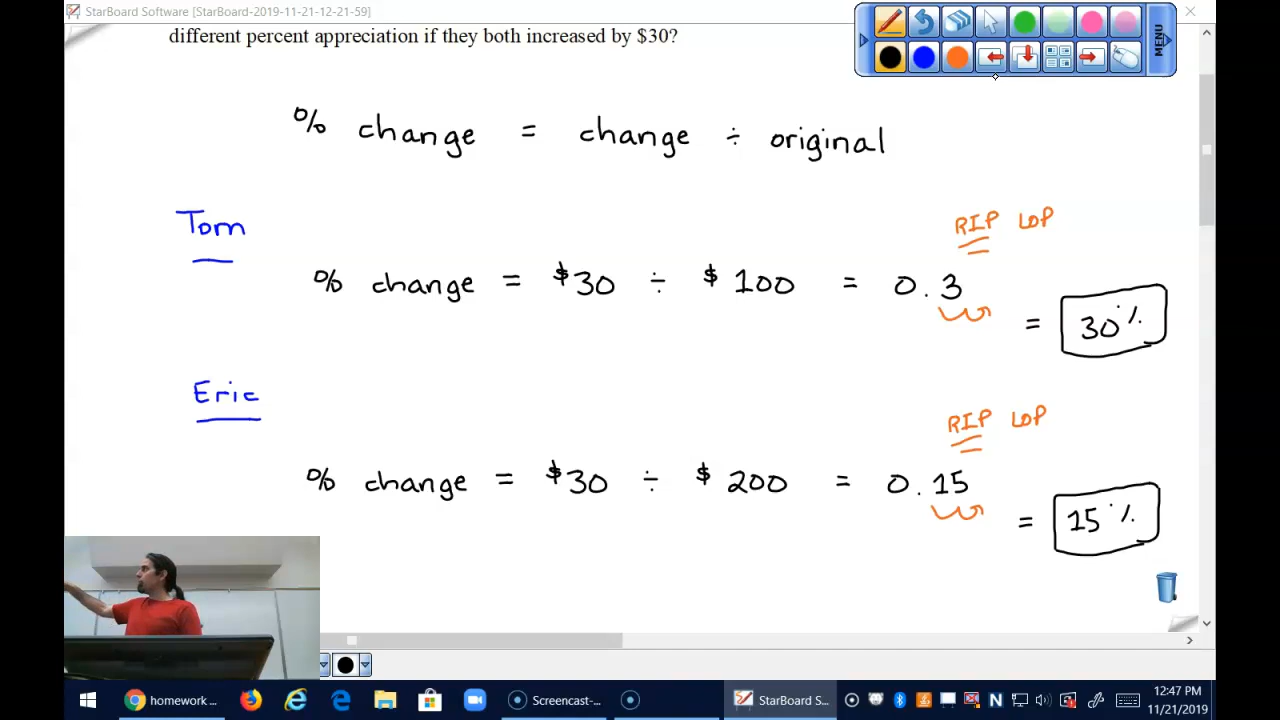 StarBoard Software [StarBoard-2019-11-21-12-21-59]
different percent appreciation if they both increased by $30?
MENU
% change = change ÷ original
Tom
RIP LOP
% change = $30 ÷ $100 = 0.3
= 30%
Eric
RIP LOP
% change = $30 ÷ $200 = 0.15
= 15%
homework ...
Screencast-...
StarBoard S...
12:47 PM
11/21/2019